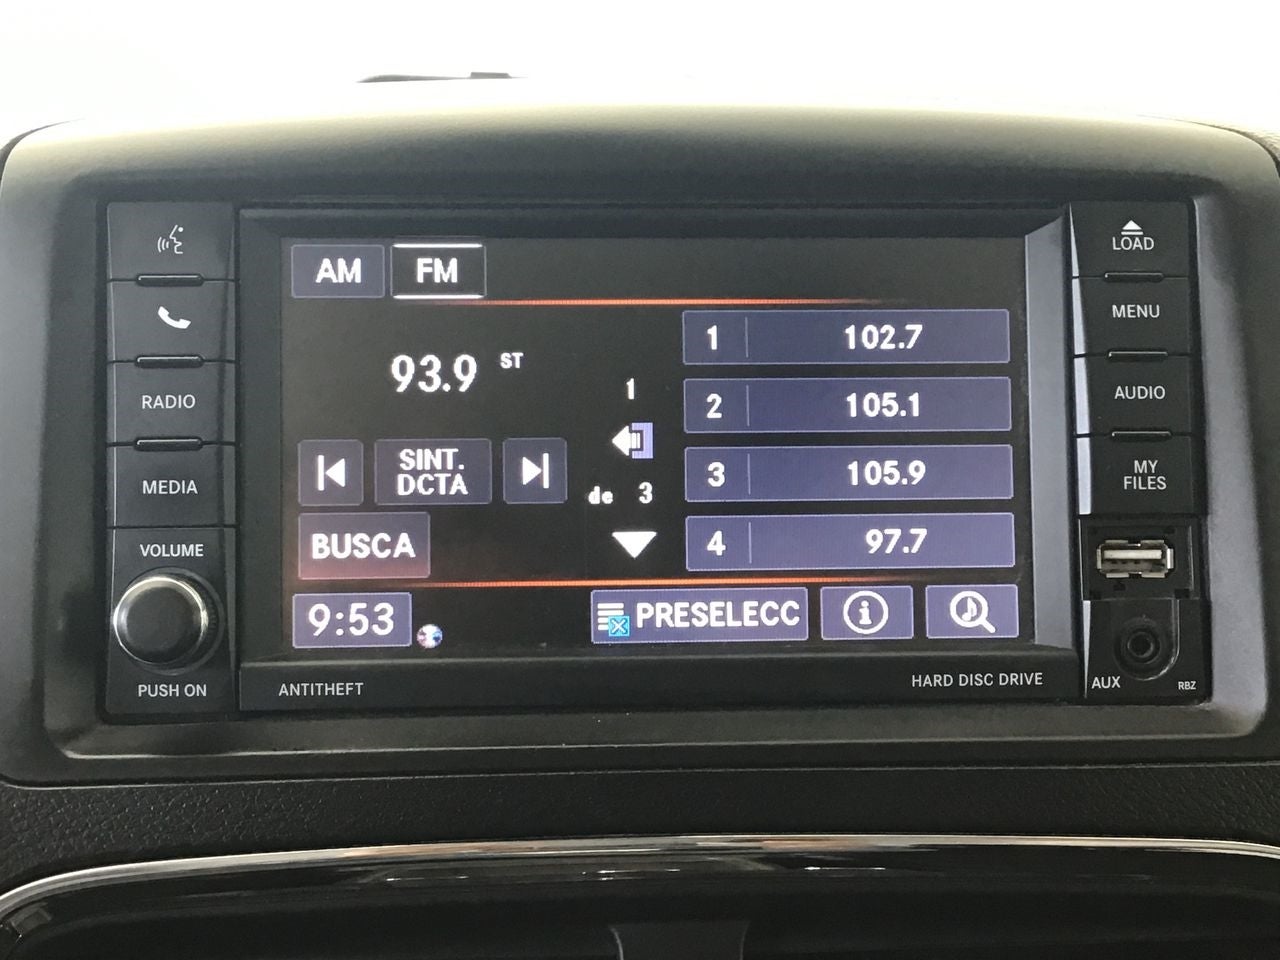 RADIO
MEDIA
VOLUME
PUSH ON
AM FM
93.9 ST
SINT.
DCTA
BUSCA
9:53
1
de 3
1 102.7
2 105.1
3 105.9
4 97.7
PRESELECC
ANTITHEFT
HARD DISC DRIVE
LOAD
MENU
AUDIO
MY
FILES
AUX
RBZ